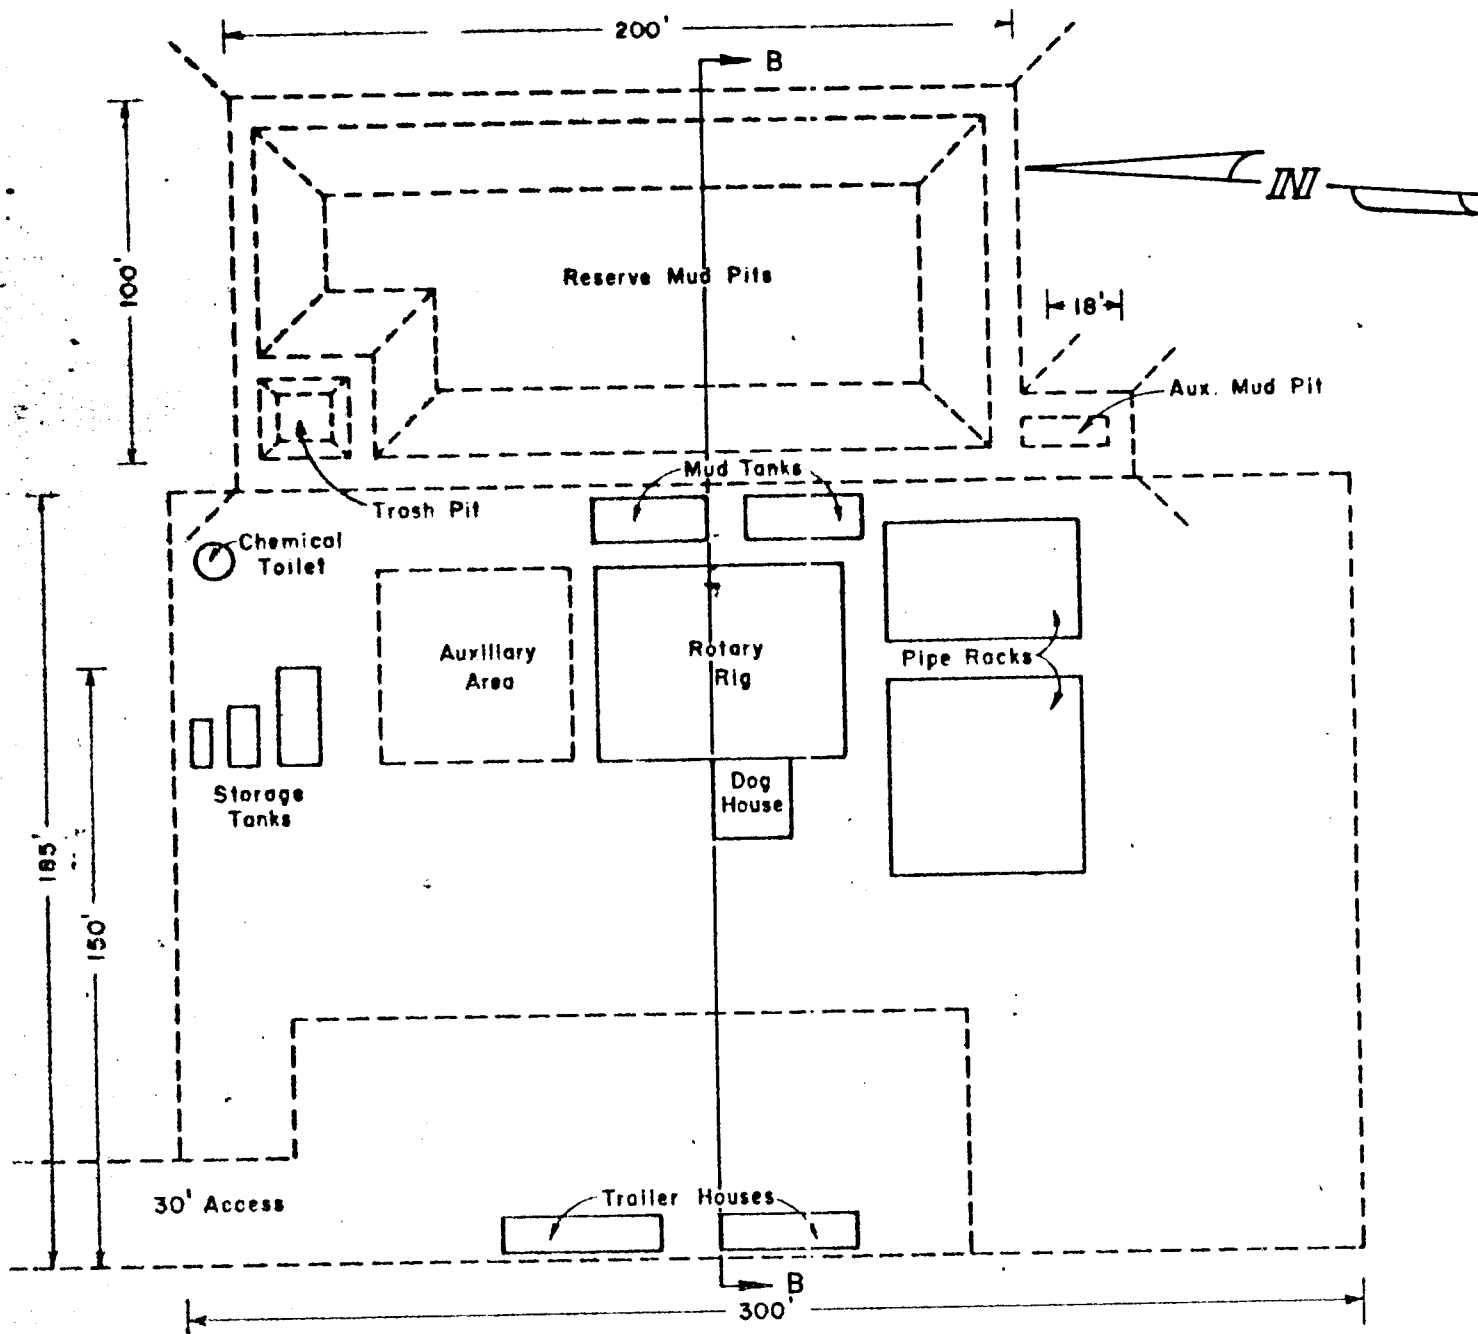 200'
B
N
100'
Reserve Mud Pits
18'
Aux. Mud Pit
Mud Tanks
Trash Pit
Chemical
Toilet
Auxillary
Area
Rotary
Rig
Pipe Racks
Dog
House
Storage
Tanks
185'
150'
30' Access
Trailer Houses
B
300'